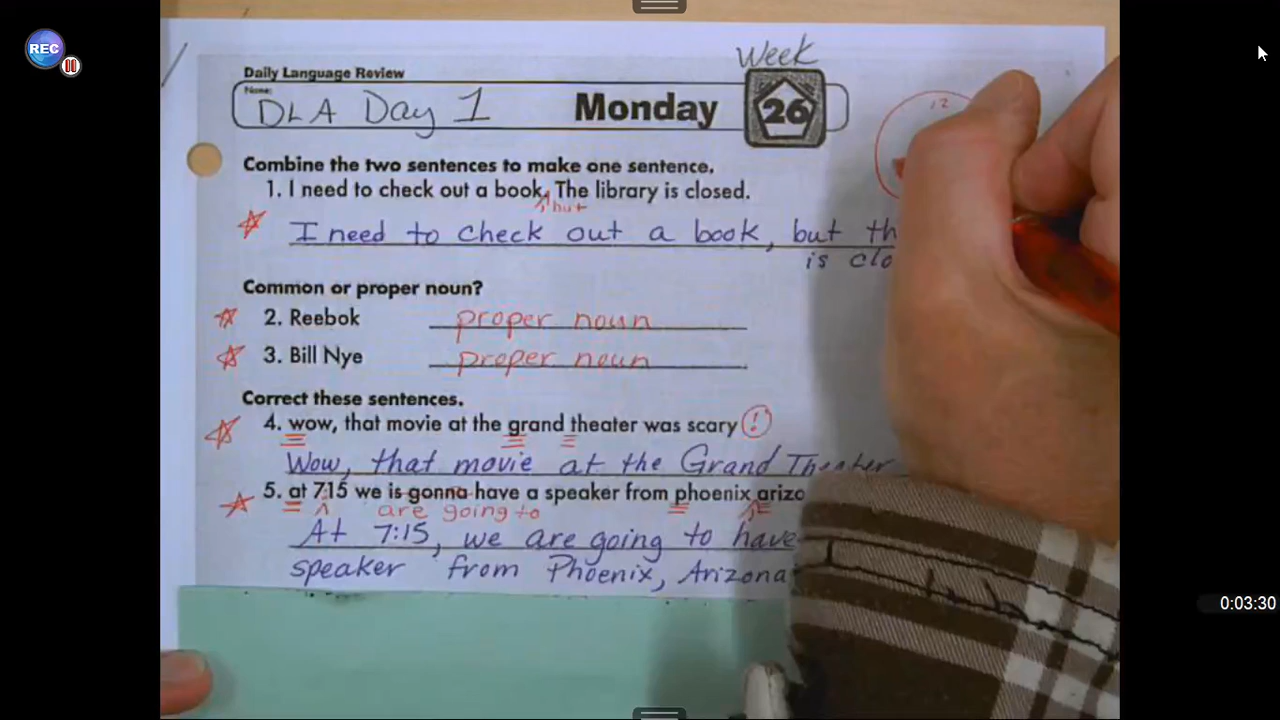 REC
Week
Daily Language Review
Name:
DLA Day 1 Monday 26
12
Combine the two sentences to make one sentence.
1. I need to check out a book. The library is closed.
, but
I need to check out a book, but th
is clo
Common or proper noun?
2. Reebok proper noun
3. Bill Nye proper noun
Correct these sentences.
4. wow, that movie at the grand theater was scary !
Wow, that movie at the Grand Theater
5. at 715 we is gonna have a speaker from phoenix arizo
: are going to ,
At 7:15, we are going to have
speaker from Phoenix, Arizona
0:03:30